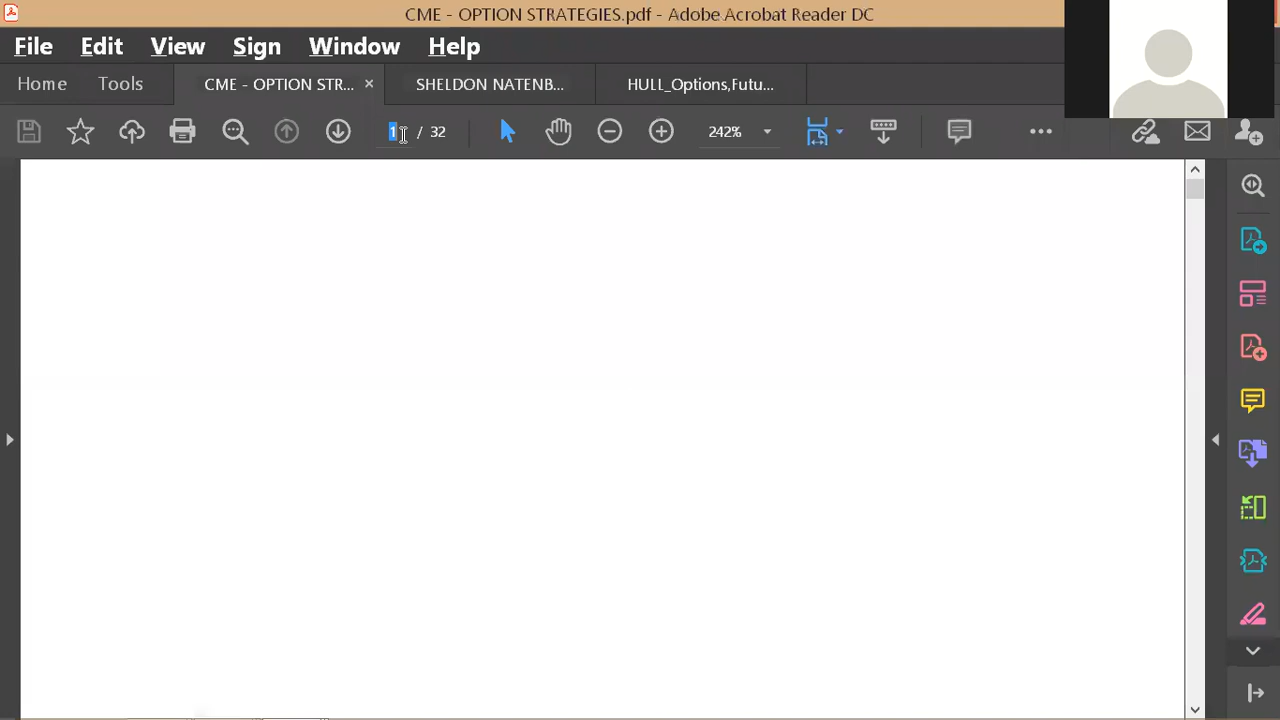 CME - OPTION STRATEGIES.pdf - Adobe Acrobat Reader DC
File Edit View Sign Window Help
Home Tools CME - OPTION STR... SHELDON NATENB... HULL_Options,Futu...
1 / 32 242%